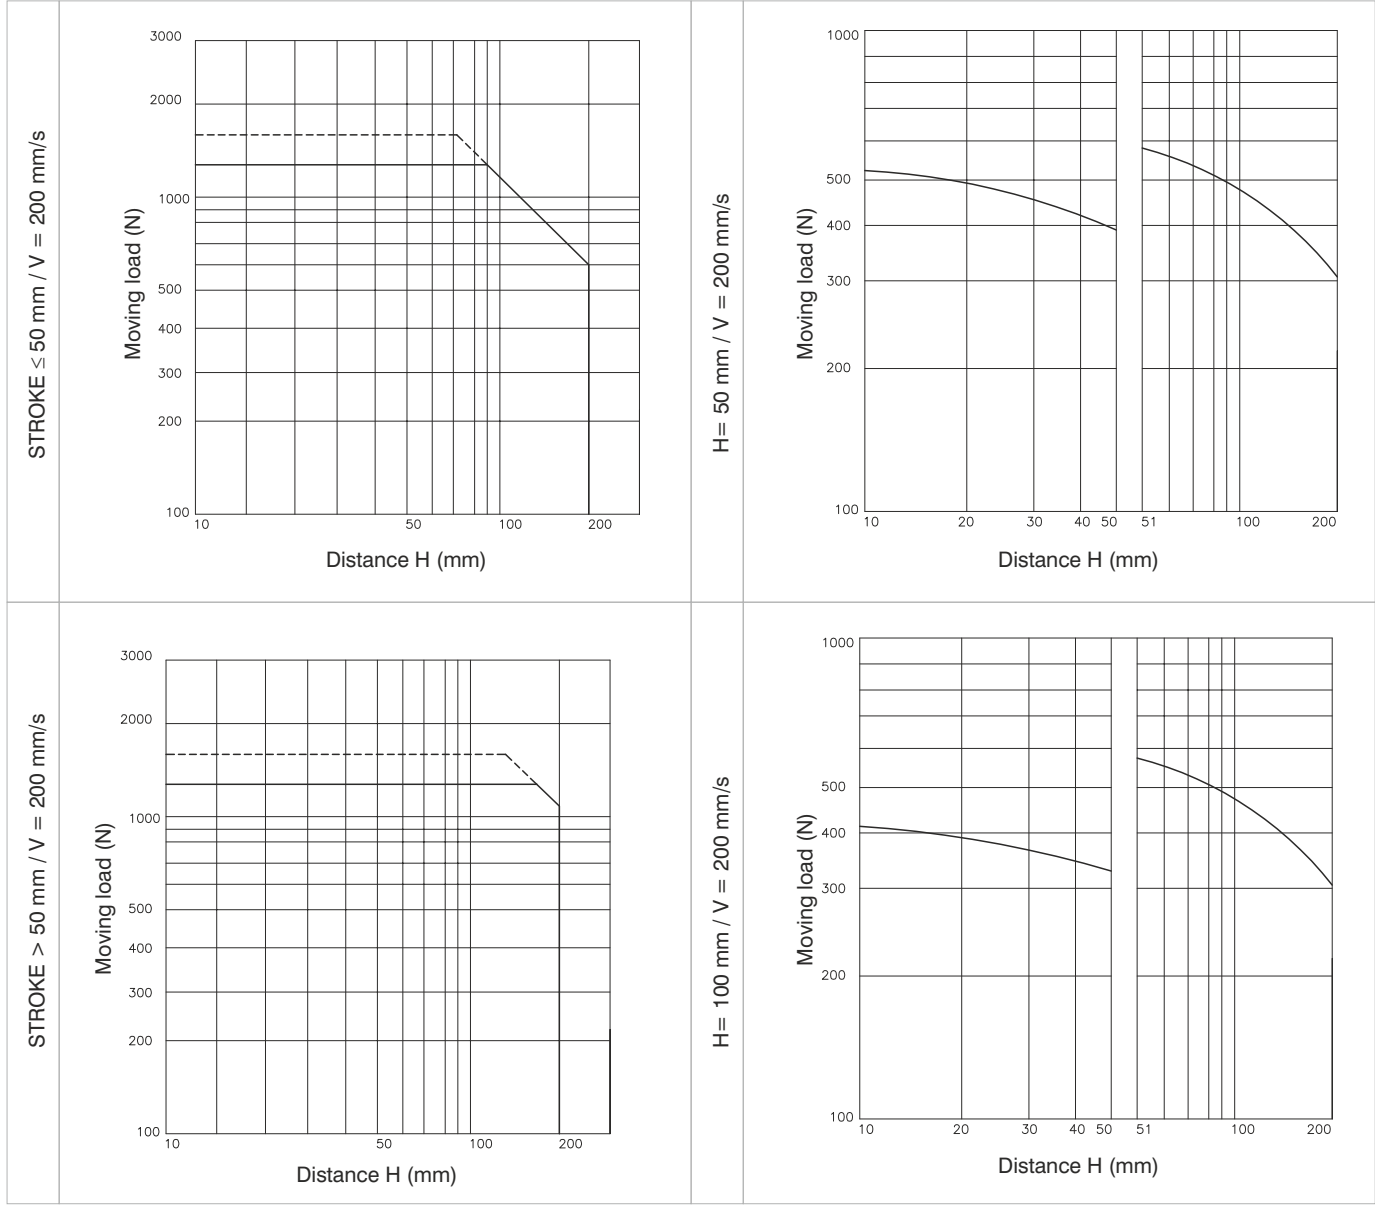 STROKE ≤ 50 mm / V = 200 mm/s
Moving load (N)
3000
2000
1000
500
400
300
200
100
10 50 100 200
Distance H (mm)
H= 50 mm / V = 200 mm/s
Moving load (N)
1000
500
400
300
200
100
10 20 30 40 50 51 100 200
Distance H (mm)
STROKE > 50 mm / V = 200 mm/s
Moving load (N)
3000
2000
1000
500
400
300
200
100
10 50 100 200
Distance H (mm)
H= 100 mm / V = 200 mm/s
Moving load (N)
1000
500
400
300
200
100
10 20 30 40 50 51 100 200
Distance H (mm)